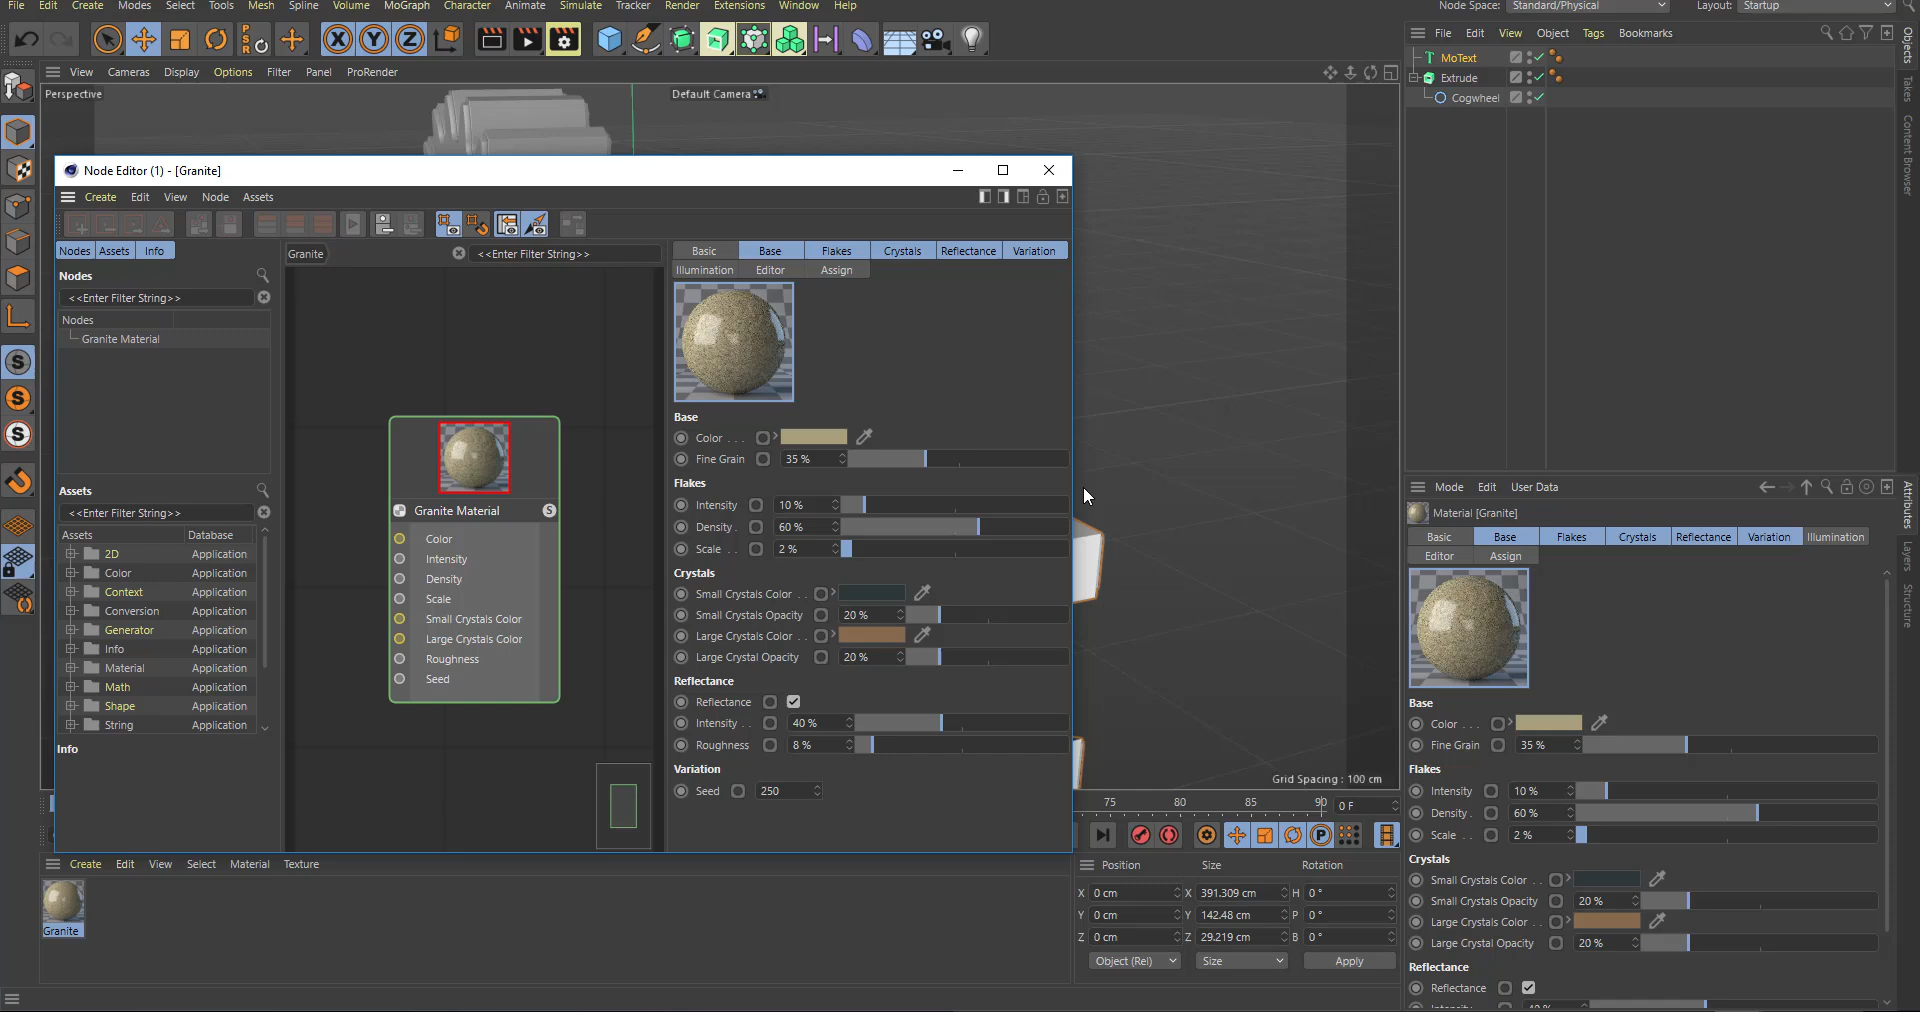 File Edit Create Modes Select Tools Mesh Spline Volume MoGraph Character Animate Simulate Tracker Render Extensions Window Help
Node Space: Standard/Physical Layout: Startup
PSR X Y Z
File Edit View Object Tags Bookmarks
MoText
Extrude
Cogwheel
View Cameras Display Options Filter Panel ProRender
Perspective
Default Camera
Node Editor (1) - [Granite]
Create Edit View Node Assets
Nodes Assets Info
Nodes
<<Enter Filter String>>
Nodes
Granite Material
Assets
<<Enter Filter String>>
Assets Database
2D Application
Color Application
Context Application
Conversion Application
Generator Application
Info Application
Material Application
Math Application
Shape Application
String Application
Info
Granite
<<Enter Filter String>>
Granite Material S
Color
Intensity
Density
Scale
Small Crystals Color
Large Crystals Color
Roughness
Seed
Basic Base Flakes Crystals Reflectance Variation
Illumination Editor Assign
Base
Color . . .
Fine Grain 35 %
Flakes
Intensity 10 %
Density . 60 %
Scale . . 2 %
Crystals
Small Crystals Color . .
Small Crystals Opacity 20 %
Large Crystals Color . .
Large Crystal Opacity 20 %
Reflectance
Reflectance
Intensity . . 40 %
Roughness 8 %
Variation
Seed 250
S
S
S
Grid Spacing : 100 cm
75 80 85 90 0 F
P
Create Edit View Select Material Texture
Granite
Position Size Rotation
X 0 cm X 391.309 cm H 0 °
Y 0 cm Y 142.48 cm P 0 °
Z 0 cm Z 29.219 cm B 0 °
Object (Rel) Size Apply
Mode Edit User Data
Material [Granite]
Basic Base Flakes Crystals Reflectance Variation Illumination
Editor Assign
Base
Color . . .
Fine Grain 35 %
Flakes
Intensity 10 %
Density . 60 %
Scale . . 2 %
Crystals
Small Crystals Color . .
Small Crystals Opacity 20 %
Large Crystals Color . .
Large Crystal Opacity 20 %
Reflectance
Reflectance
Intensity . . 40 %
Objects
Takes
Content Browser
Attributes
Layers
Structure